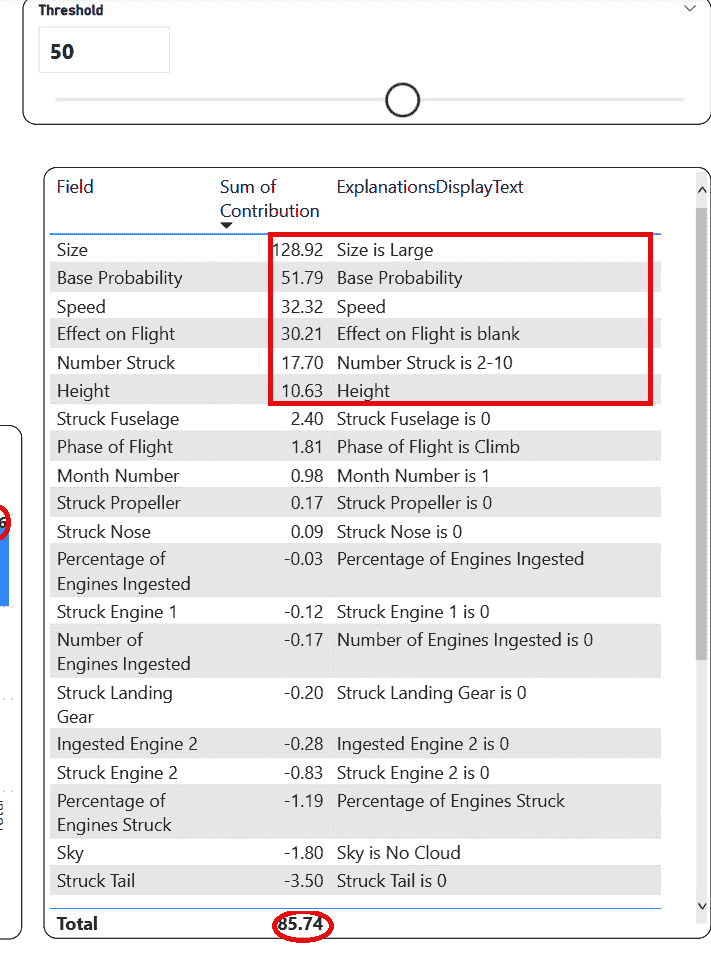 Threshold
50
Field Sum of Contribution ExplanationsDisplayText
Size 128.92 Size is Large
Base Probability 51.79 Base Probability
Speed 32.32 Speed
Effect on Flight 30.21 Effect on Flight is blank
Number Struck 17.70 Number Struck is 2-10
Height 10.63 Height
Struck Fuselage 2.40 Struck Fuselage is 0
Phase of Flight 1.81 Phase of Flight is Climb
Month Number 0.98 Month Number is 1
Struck Propeller 0.17 Struck Propeller is 0
Struck Nose 0.09 Struck Nose is 0
Percentage of Engines Ingested -0.03 Percentage of Engines Ingested
Struck Engine 1 -0.12 Struck Engine 1 is 0
Number of Engines Ingested -0.17 Number of Engines Ingested is 0
Struck Landing Gear -0.20 Struck Landing Gear is 0
Ingested Engine 2 -0.28 Ingested Engine 2 is 0
Struck Engine 2 -0.83 Struck Engine 2 is 0
Percentage of Engines Struck -1.19 Percentage of Engines Struck
Sky -1.80 Sky is No Cloud
Struck Tail -3.50 Struck Tail is 0
Total 85.74